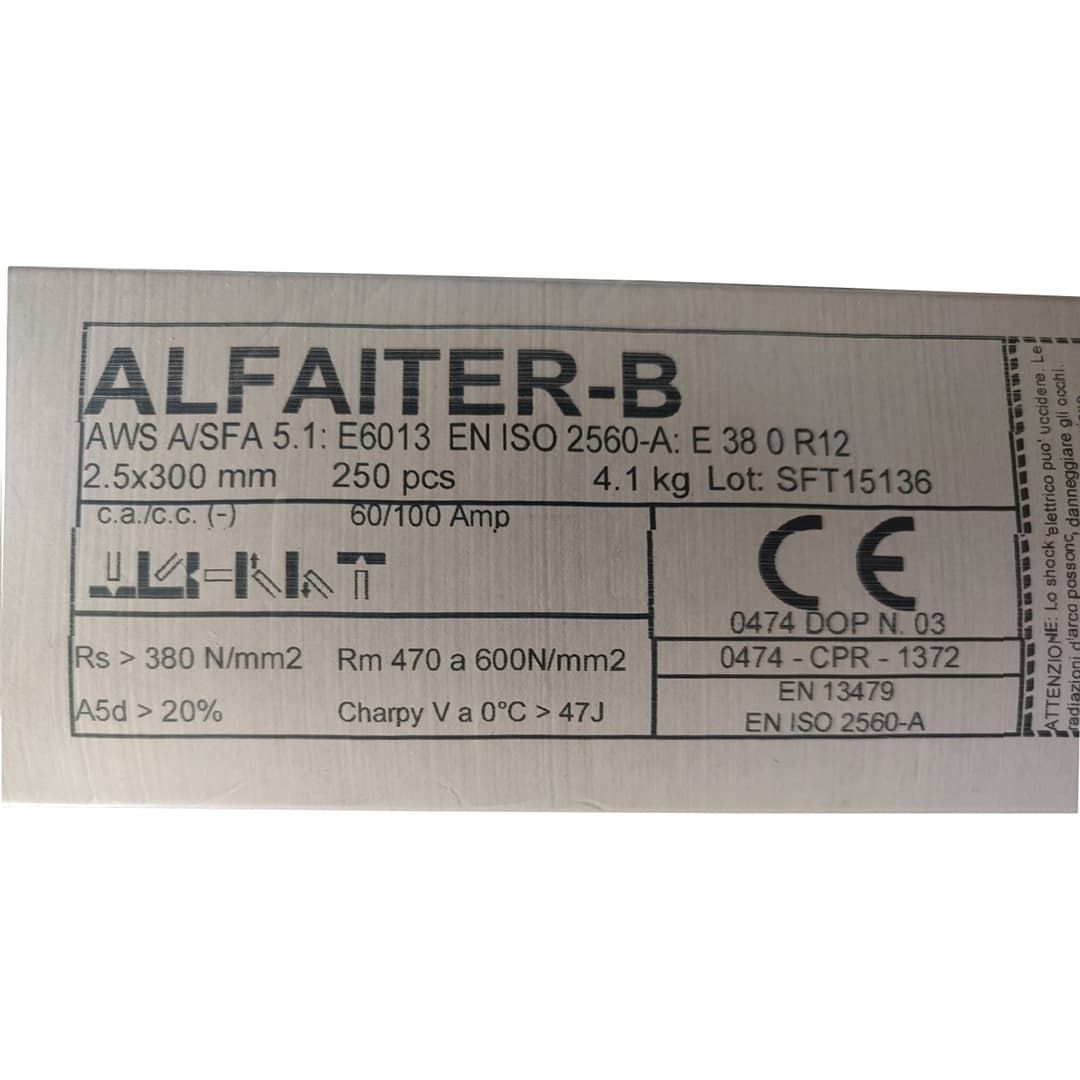 ALFAITER-B
AWS A/SFA 5.1: E6013 EN ISO 2560-A: E 38 0 R12
2.5x300 mm 250 pcs 4.1 kg Lot: SFT15136
c.a./c.c. (-) 60/100 Amp
CE
0474 DOP N. 03
Rs > 380 N/mm2 Rm 470 a 600N/mm2
0474 - CPR - 1372
A5d > 20% Charpy V a 0°C > 47J
EN 13479
EN ISO 2560-A
ATTENZIONE: Lo shock elettrico puo' uccidere. Le
radiazioni d'arco possono danneggiare gli occhi.